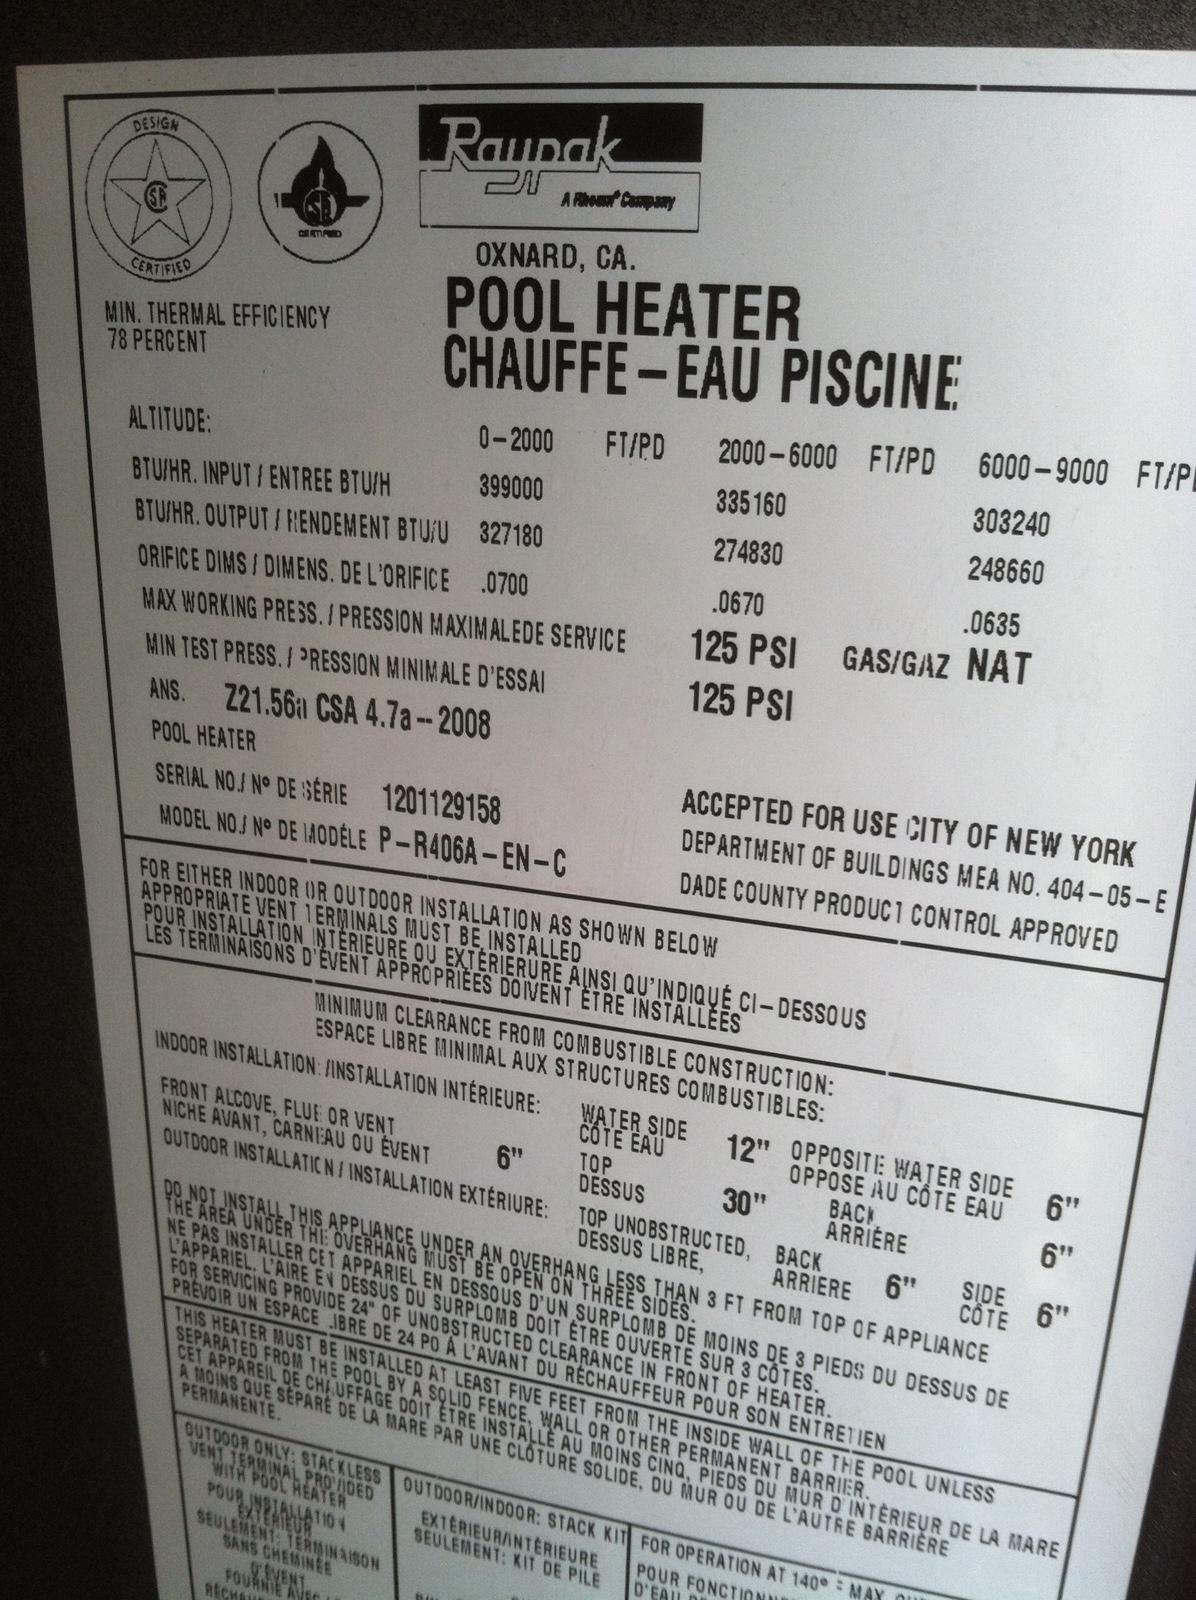 DESIGN
CERTIFIED
CERTIFIED
Raypak
A Rheem® Company
OXNARD, CA.
POOL HEATER
CHAUFFE-EAU PISCINE
MIN. THERMAL EFFICIENCY
78 PERCENT
ALTITUDE: 0-2000 FT/PD 2000-6000 FT/PD 6000-9000 FT/PD
BTU/HR. INPUT / ENTREE BTU/H 399000 335160 303240
BTU/HR. OUTPUT / RENDEMENT BTU/U 327180 274830 248660
ORIFICE DIMS / DIMENS. DE L'ORIFICE .0700 .0670 .0635
MAX WORKING PRESS. / PRESSION MAXIMALEDE SERVICE 125 PSI GAS/GAZ NAT
MIN TEST PRESS. / PRESSION MINIMALE D'ESSAI 125 PSI
ANS. Z21.56a CSA 4.7a-2008
POOL HEATER
SERIAL NO./ Nº DE SÉRIE 1201129158
MODEL NO./ Nº DE MODÉLE P-R406A-EN-C
ACCEPTED FOR USE CITY OF NEW YORK
DEPARTMENT OF BUILDINGS MEA NO. 404-05-E
DADE COUNTY PRODUCT CONTROL APPROVED
FOR EITHER INDOOR OR OUTDOOR INSTALLATION AS SHOWN BELOW
APPROPRIATE VENT TERMINALS MUST BE INSTALLED
POUR INSTALLATION INTÉRIEURE OU EXTÉRIERURE AINSI QU'INDIQUÉ CI-DESSOUS
LES TERMINAISONS D'ÉVENT APPROPRIÉES DOIVENT ÊTRE INSTALLÉES
MINIMUM CLEARANCE FROM COMBUSTIBLE CONSTRUCTION:
ESPACE LIBRE MINIMAL AUX STRUCTURES COMBUSTIBLES:
INDOOR INSTALLATION: /INSTALLATION INTÉRIEURE:
WATER SIDE 12" OPPOSITE WATER SIDE 6"
CÔTE EAU OPPOSE AU CÔTE EAU
FRONT ALCOVE, FLUE OR VENT 6" TOP 30" BACK 6"
NICHE AVANT, CARNEAU OU ÉVENT DESSUS ARRIÈRE
OUTDOOR INSTALLATION / INSTALLATION EXTÉRIURE: TOP UNOBSTRUCTED, BACK 6" SIDE 6"
DESSUS LIBRE, ARRIERE CÔTE
DO NOT INSTALL THIS APPLIANCE UNDER AN OVERHANG LESS THAN 3 FT FROM TOP OF APPLIANCE
THE AREA UNDER THE OVERHANG MUST BE OPEN ON THREE SIDES.
NE PAS INSTALLER CET APPAREIL EN DESSOUS D'UN SURPLOMB DE MOINS DE 3 PIEDS DU DESSUS DE
L'APPAREIL. L'AIRE EN DESSUS DU SURPLOMB DOIT ÊTRE OUVERTE SUR 3 CÔTES.
FOR SERVICING PROVIDE 24" OF UNOBSTRUCTED CLEARANCE IN FRONT OF HEATER.
PRÉVOIR UN ESPACE LIBRE DE 24 PO À L'AVANT DU RÉCHAUFFEUR POUR SON ENTRETIEN
THIS HEATER MUST BE INSTALLED AT LEAST FIVE FEET FROM THE INSIDE WALL OF THE POOL UNLESS
SEPARATED FROM THE POOL BY A SOLID FENCE, WALL OR OTHER PERMANENT BARRIER.
CET APPAREIL DE CHAUFFAGE DOIT ÊTRE INSTALLÉ AU MOINS CINQ, PIEDS DU MUR D'INTÈRIEUR DE LA MARE
A MOINS QUE SÉPARÉ DE LA MARE PAR UNE CLÔTURE SOLIDE, DU MUR OU DE L'AUTRE BARRIÈRE
PERMANENTE.
OUTDOOR ONLY: STACKLESS
VENT TERMINAL PROVIDED
WITH POOL HEATER
POUR INSTALLATION
EXTÉRIEUR
SEULEMENT: TERMINAISON
SANS CHEMINÉE
D'ÉVENT
FOURNIE AVEC
OUTDOOR/INDOOR: STACK KIT
EXTÉRIEUR/INTÉRIEURE
SEULEMENT: KIT DE PILE
FOR OPERATION AT 140°F MAX.
POUR
D'EAU